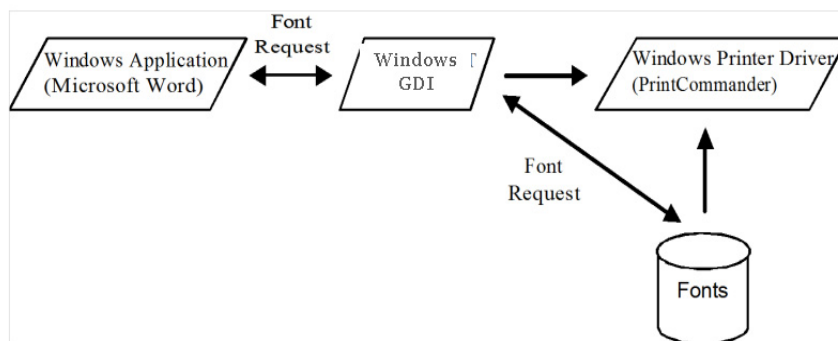 Font
Request
Windows Application
(Microsoft Word)
Windows
GDI
Windows Printer Driver
(PrintCommander)
Font
Request
Fonts